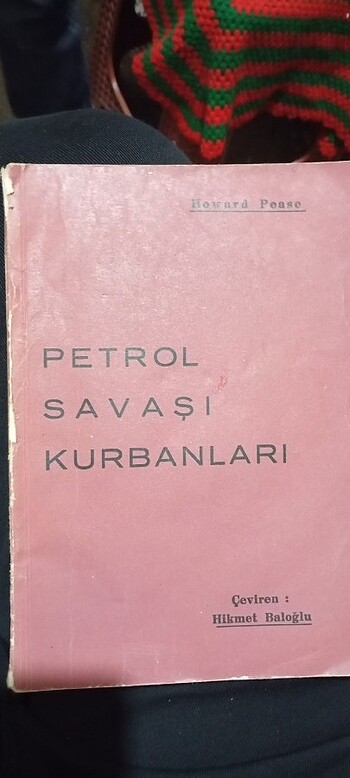 Howard Pease
PETROL
SAVAŞI
KURBANLARI
Çeviren :
Hikmet Baloğlu